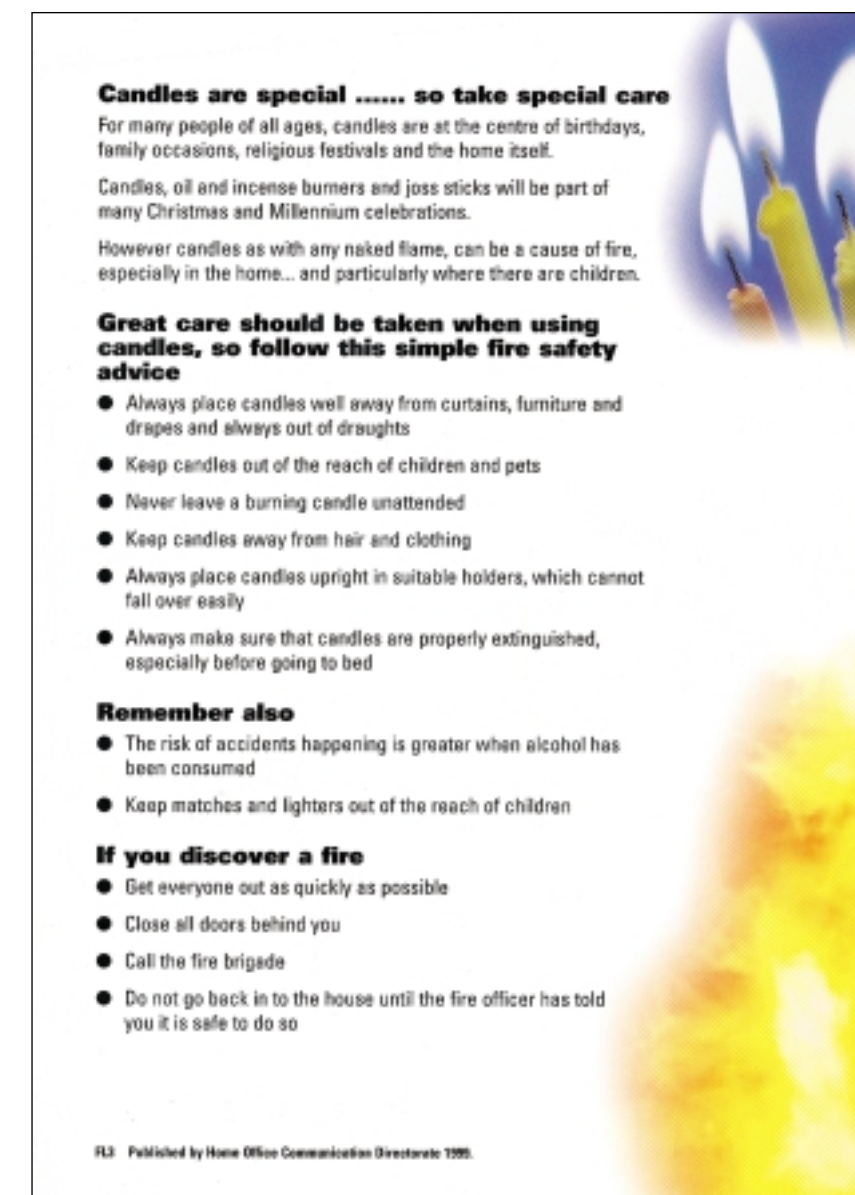 Candles are special ...... so take special care
For many people of all ages, candles are at the centre of birthdays,
family occasions, religious festivals and the home itself.
Candles, oil and incense burners and joss sticks will be part of
many Christmas and Millennium celebrations.
However candles as with any naked flame, can be a cause of fire,
especially in the home... and particularly where there are children.
Great care should be taken when using
candles, so follow this simple fire safety
advice
● Always place candles well away from curtains, furniture and
drapes and always out of draughts
● Keep candles out of the reach of children and pets
● Never leave a burning candle unattended
● Keep candles away from hair and clothing
● Always place candles upright in suitable holders, which cannot
fall over easily
● Always make sure that candles are properly extinguished,
especially before going to bed
Remember also
● The risk of accidents happening is greater when alcohol has
been consumed
● Keep matches and lighters out of the reach of children
If you discover a fire
● Get everyone out as quickly as possible
● Close all doors behind you
● Call the fire brigade
● Do not go back in to the house until the fire officer has told
you it is safe to do so
FL3 Published by Home Office Communication Directorate 1999.